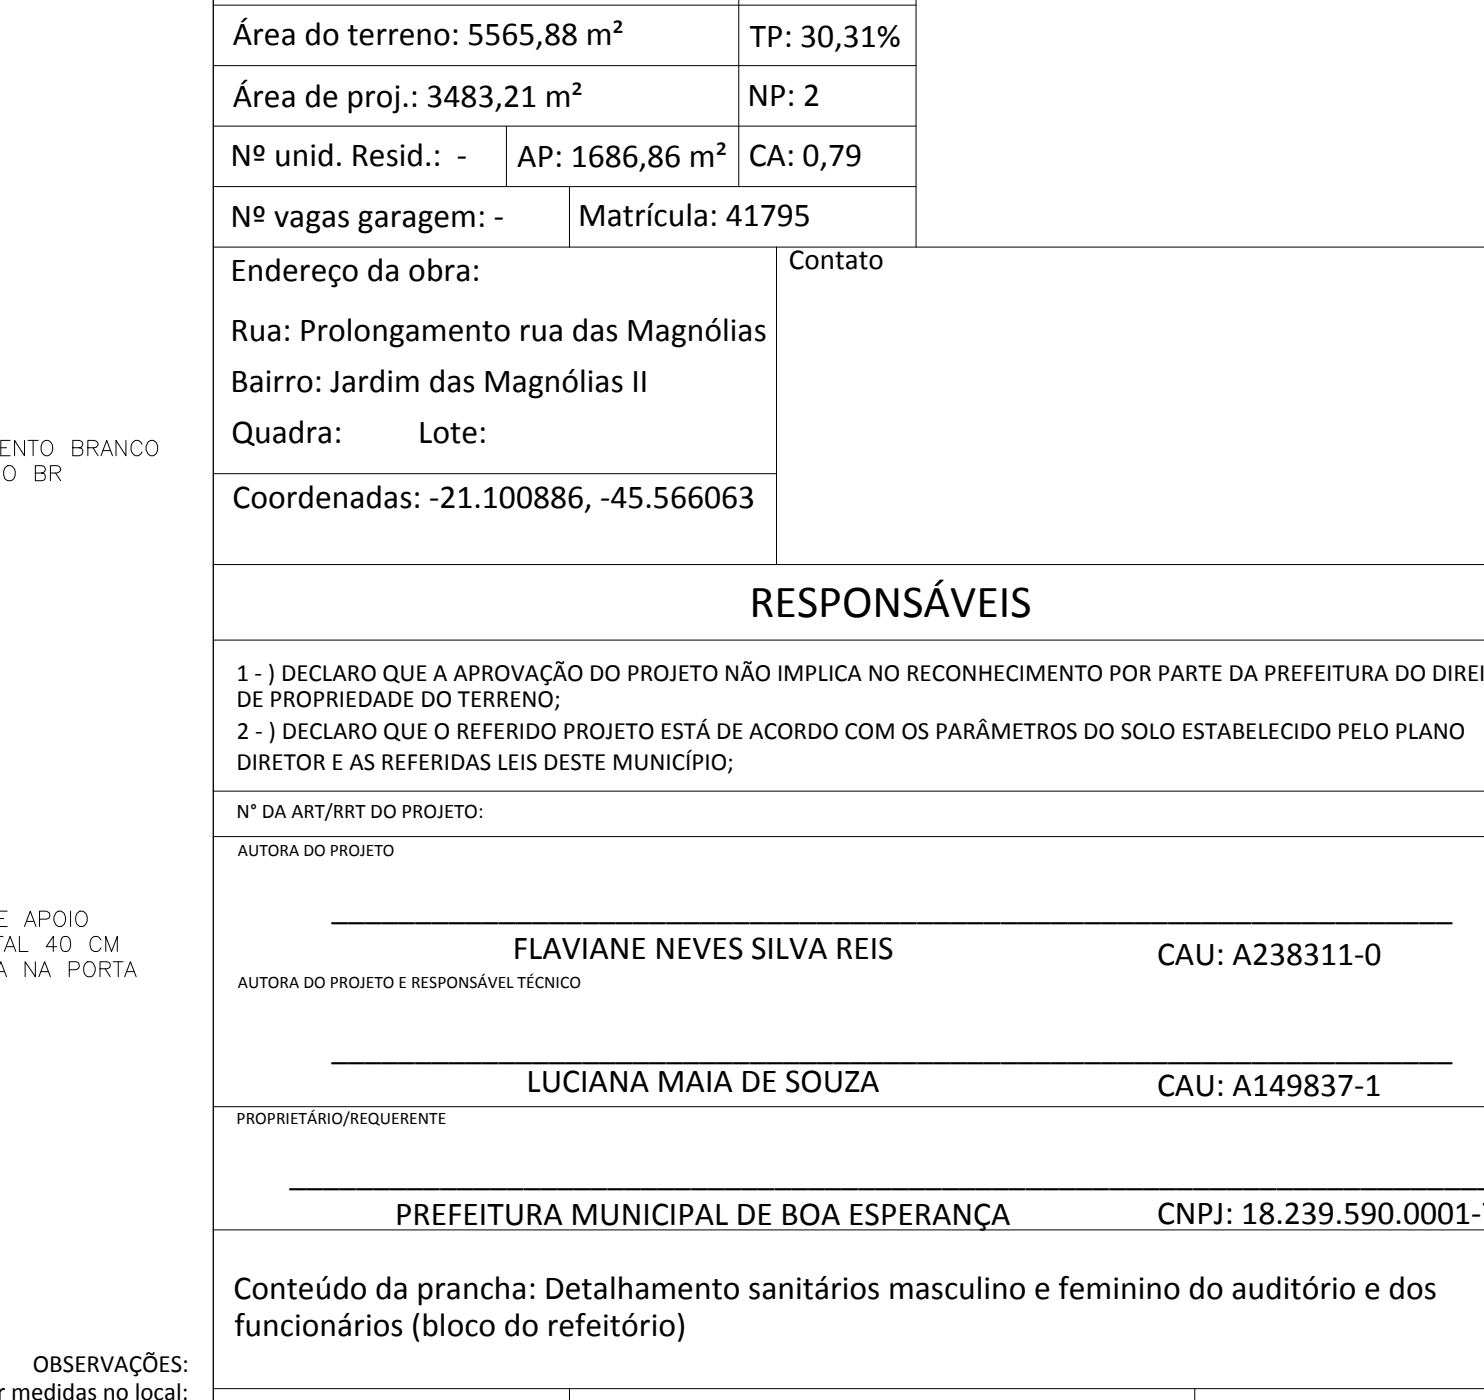 Área do terreno: 5565,88 m²
TP: 30,31%
Área de proj.: 3483,21 m²
NP: 2
Nº unid. Resid.: -
AP: 1686,86 m²
CA: 0,79
Nº vagas garagem: -
Matrícula: 41795
Endereço da obra:
Contato
Rua: Prolongamento rua das Magnólias
Bairro: Jardim das Magnólias II
Quadra: Lote:
Coordenadas: -21.100886, -45.566063
ENTO BRANCO
O BR
RESPONSÁVEIS
1 - ) DECLARO QUE A APROVAÇÃO DO PROJETO NÃO IMPLICA NO RECONHECIMENTO POR PARTE DA PREFEITURA DO DIREI
DE PROPRIEDADE DO TERRENO;
2 - ) DECLARO QUE O REFERIDO PROJETO ESTÁ DE ACORDO COM OS PARÂMETROS DO SOLO ESTABELECIDO PELO PLANO
DIRETOR E AS REFERIDAS LEIS DESTE MUNICÍPIO;
N° DA ART/RRT DO PROJETO:
AUTORA DO PROJETO
FLAVIANE NEVES SILVA REIS
CAU: A238311-0
E APOIO
TAL 40 CM
A NA PORTA
AUTORA DO PROJETO E RESPONSÁVEL TÉCNICO
LUCIANA MAIA DE SOUZA
CAU: A149837-1
PROPRIETÁRIO/REQUERENTE
PREFEITURA MUNICIPAL DE BOA ESPERANÇA
CNPJ: 18.239.590.0001-
Conteúdo da prancha: Detalhamento sanitários masculino e feminino do auditório e dos
funcionários (bloco do refeitório)
OBSERVAÇÕES:
r medidas no local;